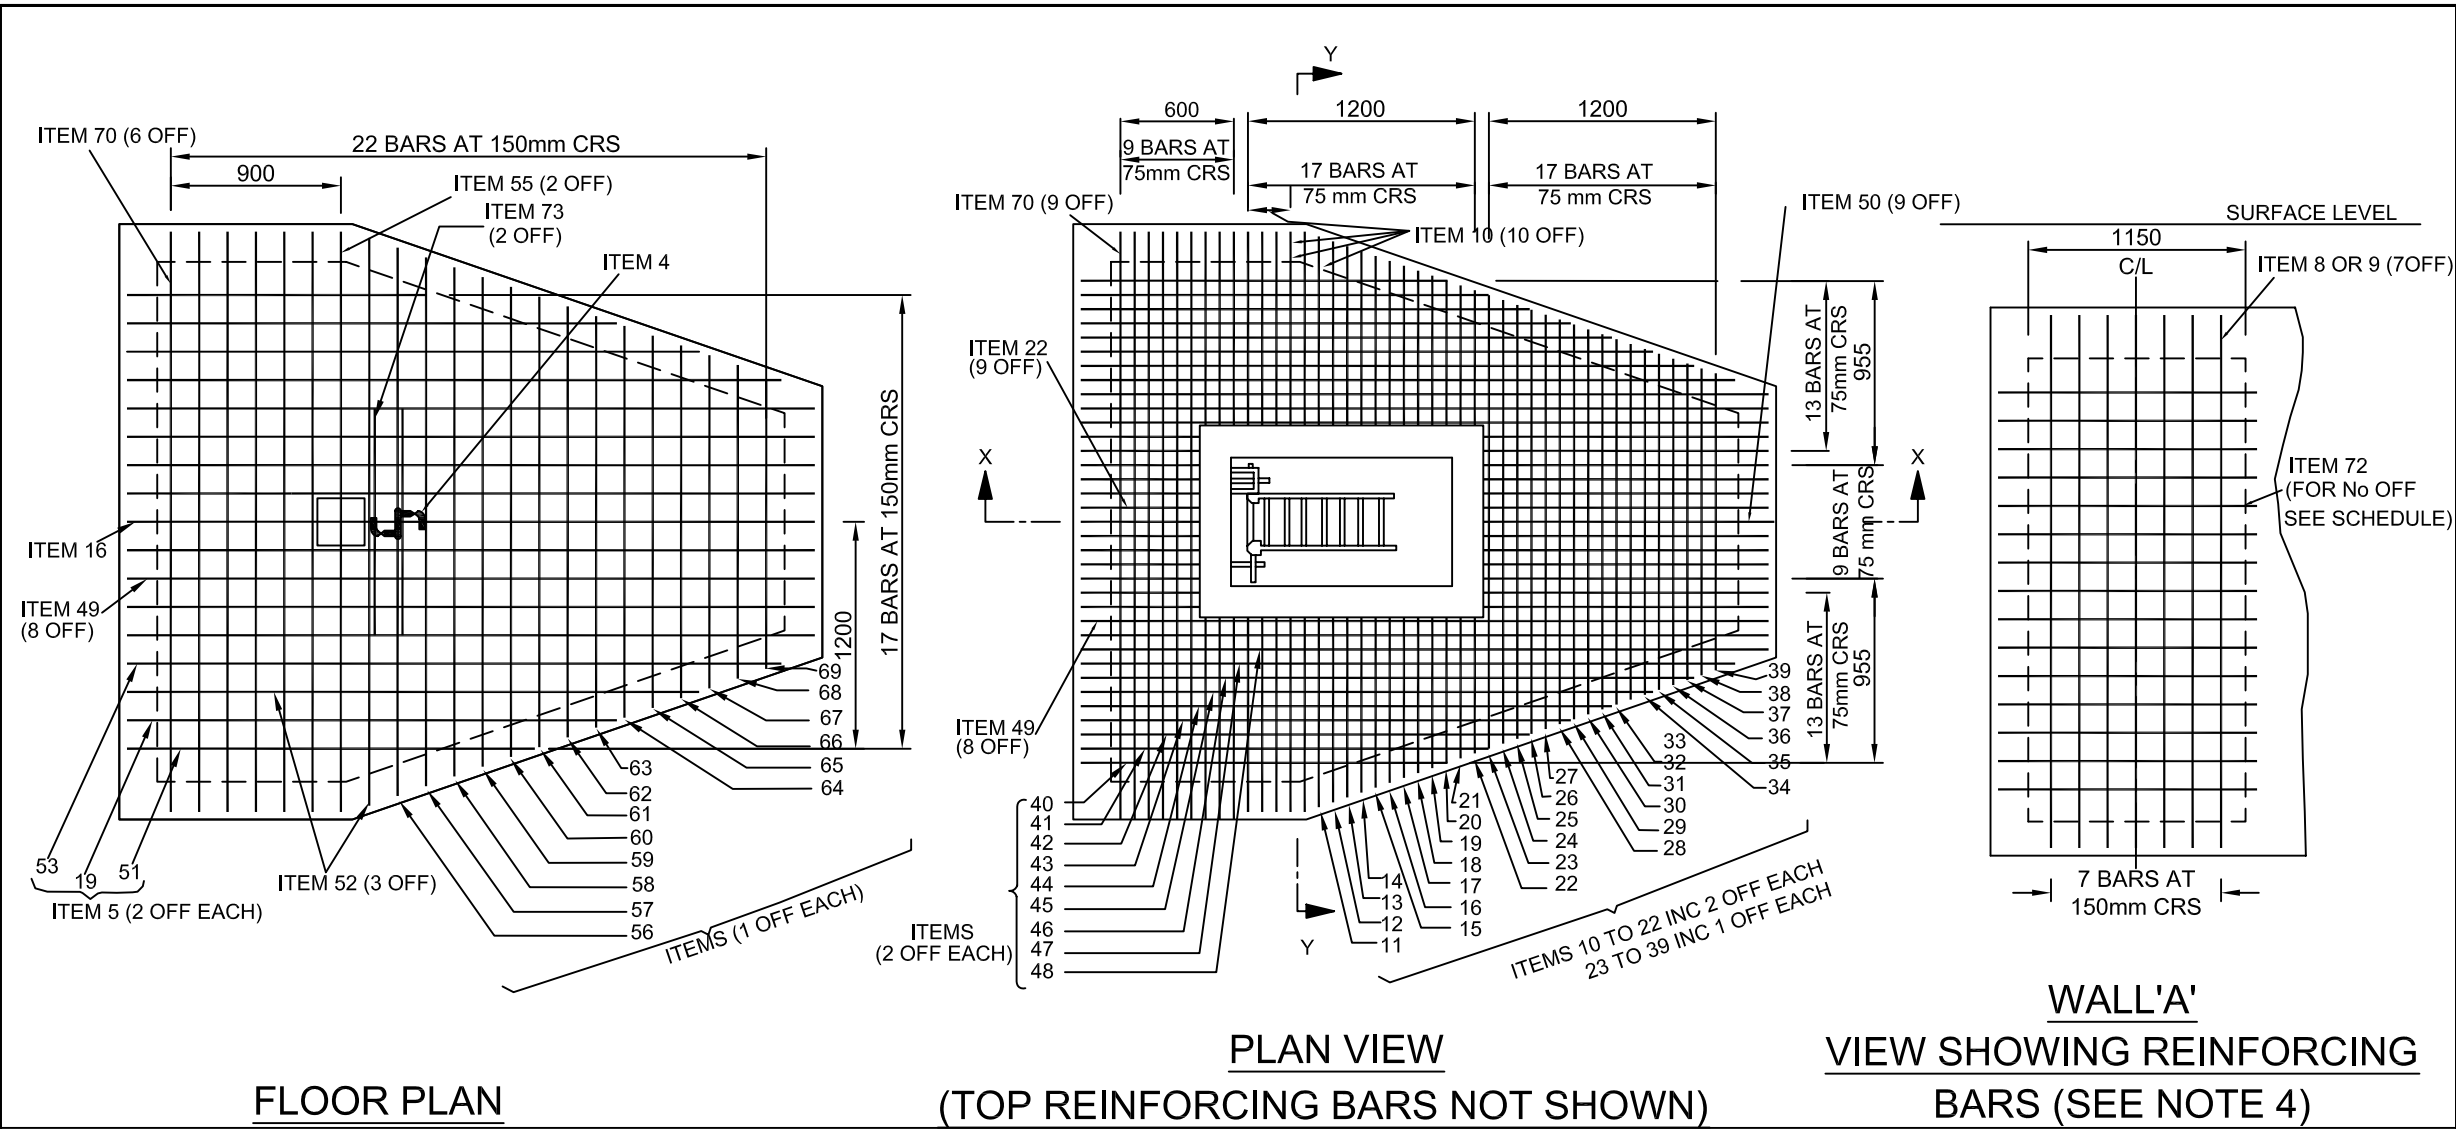 ITEM 70 (6 OFF)
22 BARS AT 150mm CRS
900
ITEM 55 (2 OFF)
ITEM 73
(2 OFF)
ITEM 4
17 BARS AT 150mm CRS
1200
ITEM 16
ITEM 49
(8 OFF)
53
19
51
ITEM 5 (2 OFF EACH)
ITEM 52 (3 OFF)
69
68
67
66
65
64
63
62
61
60
59
58
57
56
ITEMS (1 OFF EACH)
FLOOR PLAN
Y
600
1200
1200
9 BARS AT
75mm CRS
17 BARS AT
75 mm CRS
17 BARS AT
75 mm CRS
ITEM 70 (9 OFF)
ITEM 10 (10 OFF)
ITEM 50 (9 OFF)
ITEM 22
(9 OFF)
X
X
13 BARS AT
75mm CRS
955
9 BARS AT
75 mm CRS
13 BARS AT
75mm CRS
955
ITEM 49
(8 OFF)
40
41
42
43
44
45
46
47
48
ITEMS
(2 OFF EACH)
39
38
37
36
35
34
33
32
31
30
29
28
27
26
25
24
23
22
21
20
19
18
17
16
15
14
13
12
11
Y
ITEMS 10 TO 22 INC 2 OFF EACH
23 TO 39 INC 1 OFF EACH
PLAN VIEW
(TOP REINFORCING BARS NOT SHOWN)
SURFACE LEVEL
1150
C/L
ITEM 8 OR 9 (7OFF)
ITEM 72
(FOR No OFF
SEE SCHEDULE)
7 BARS AT
150mm CRS
WALL'A'
VIEW SHOWING REINFORCING
BARS (SEE NOTE 4)